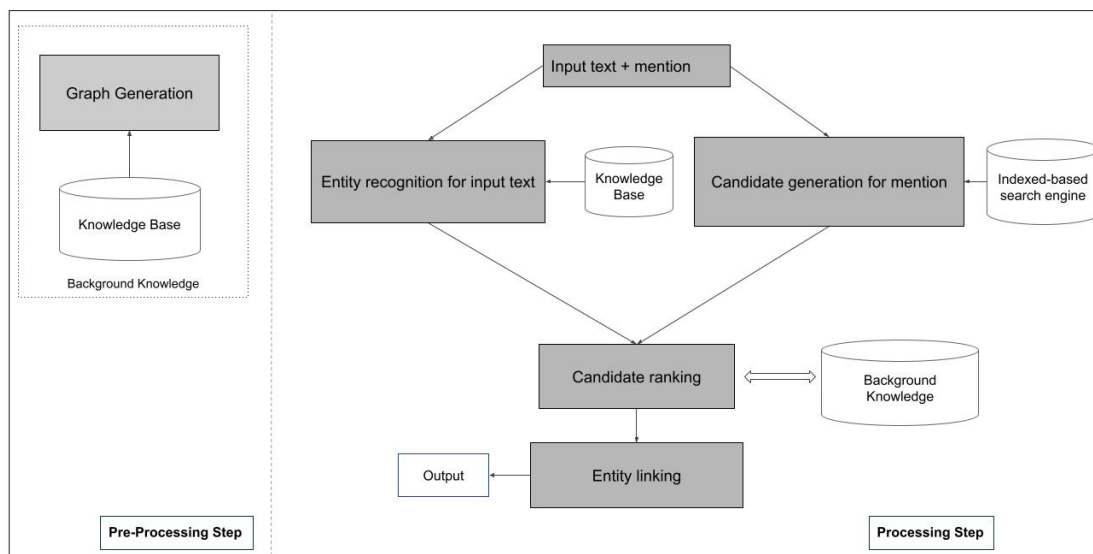 Graph Generation
Knowledge Base
Background Knowledge
Pre-Processing Step
Input text + mention
Entity recognition for input text
Knowledge
Base
Candidate generation for mention
Indexed-based
search engine
Candidate ranking
Background
Knowledge
Entity linking
Output
Processing Step